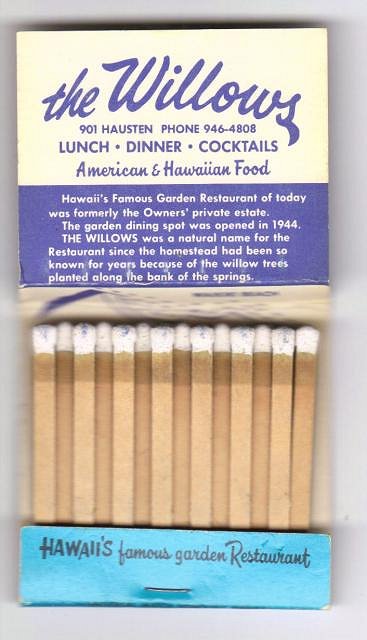 the Willows
901 HAUSTEN PHONE 946-4808
LUNCH • DINNER • COCKTAILS
American & Hawaiian Food
Hawaii's Famous Garden Restaurant of today
was formerly the Owners' private estate.
The garden dining spot was opened in 1944.
THE WILLOWS was a natural name for the
Restaurant since the homestead had been so
known for years because of the willow trees
planted along the bank of the springs.
HAWAII'S famous garden Restaurant